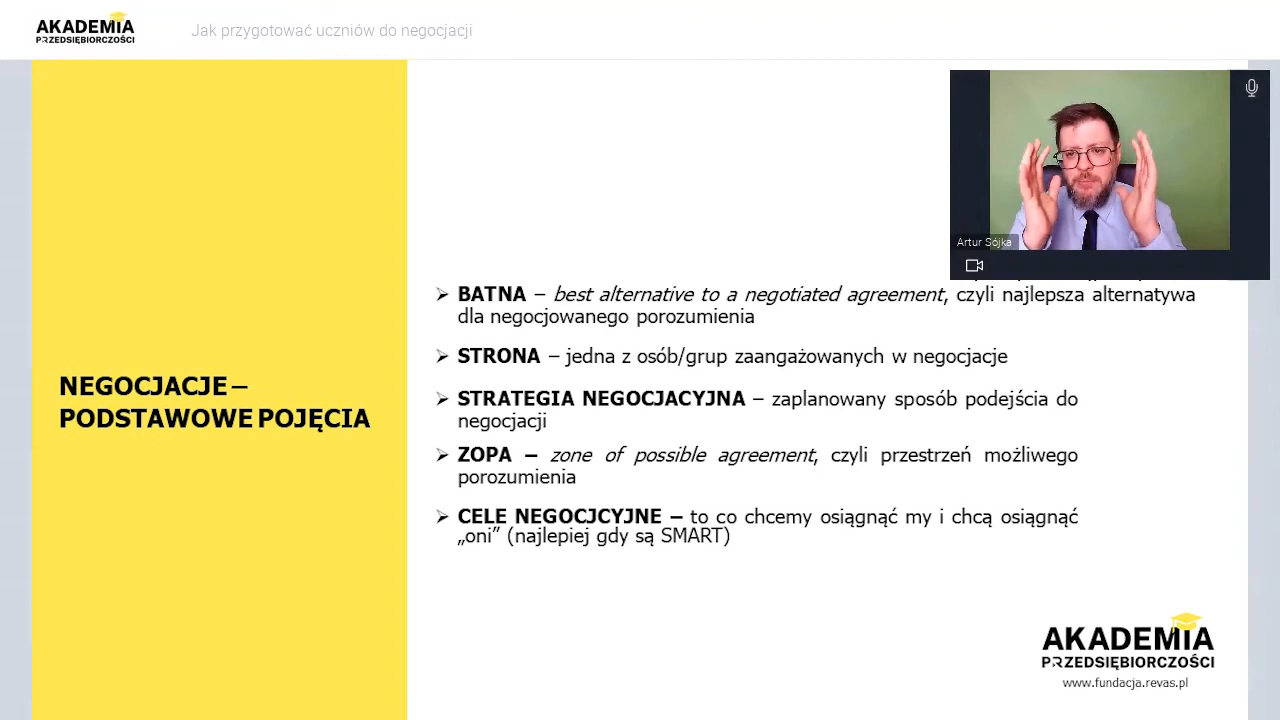 AKADEMIA
PRZEDSIĘBIORCZOŚCI
Jak przygotować uczniów do negocjacji
Artur Sójka
NEGOCJACJE –
PODSTAWOWE POJĘCIA
BATNA – best alternative to a negotiated agreement, czyli najlepsza alternatywa
dla negocjowanego porozumienia
STRONA – jedna z osób/grup zaangażowanych w negocjacje
STRATEGIA NEGOCJACYJNA – zaplanowany sposób podejścia do
negocjacji
ZOPA – zone of possible agreement, czyli przestrzeń możliwego
porozumienia
CELE NEGOCJCYJNE – to co chcemy osiągnąć my i chcą osiągnąć
„oni” (najlepiej gdy są SMART)
AKADEMIA
PRZEDSIĘBIORCZOŚCI
www.fundacja.revas.pl